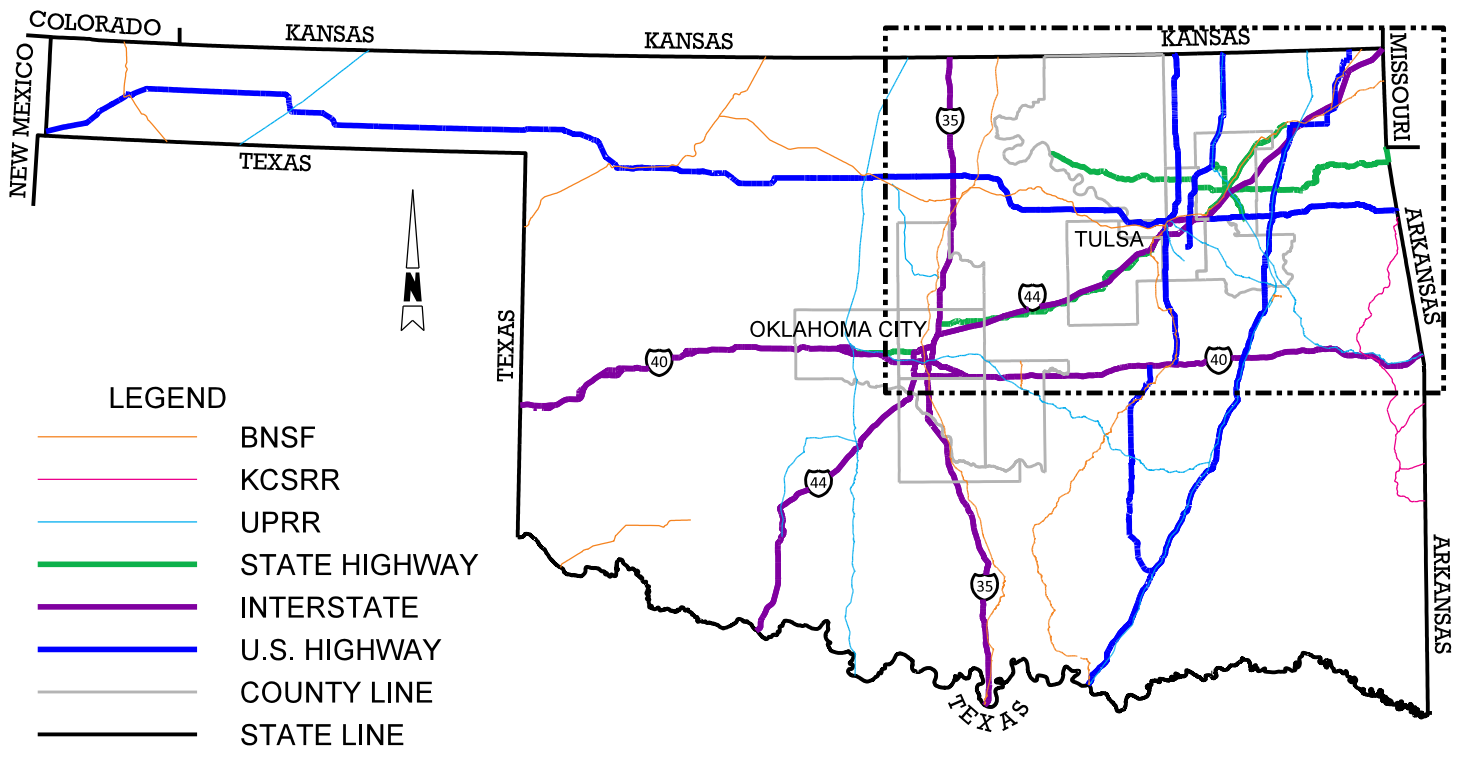 COLORADO
KANSAS
KANSAS
KANSAS
MISSOURI
NEW MEXICO
TEXAS
35
N
TULSA
ARKANSAS
44
OKLAHOMA CITY
TEXAS
40
40
LEGEND
BNSF
KCSRR
UPRR
STATE HIGHWAY
INTERSTATE
U.S. HIGHWAY
COUNTY LINE
STATE LINE
44
35
ARKANSAS
TEXAS